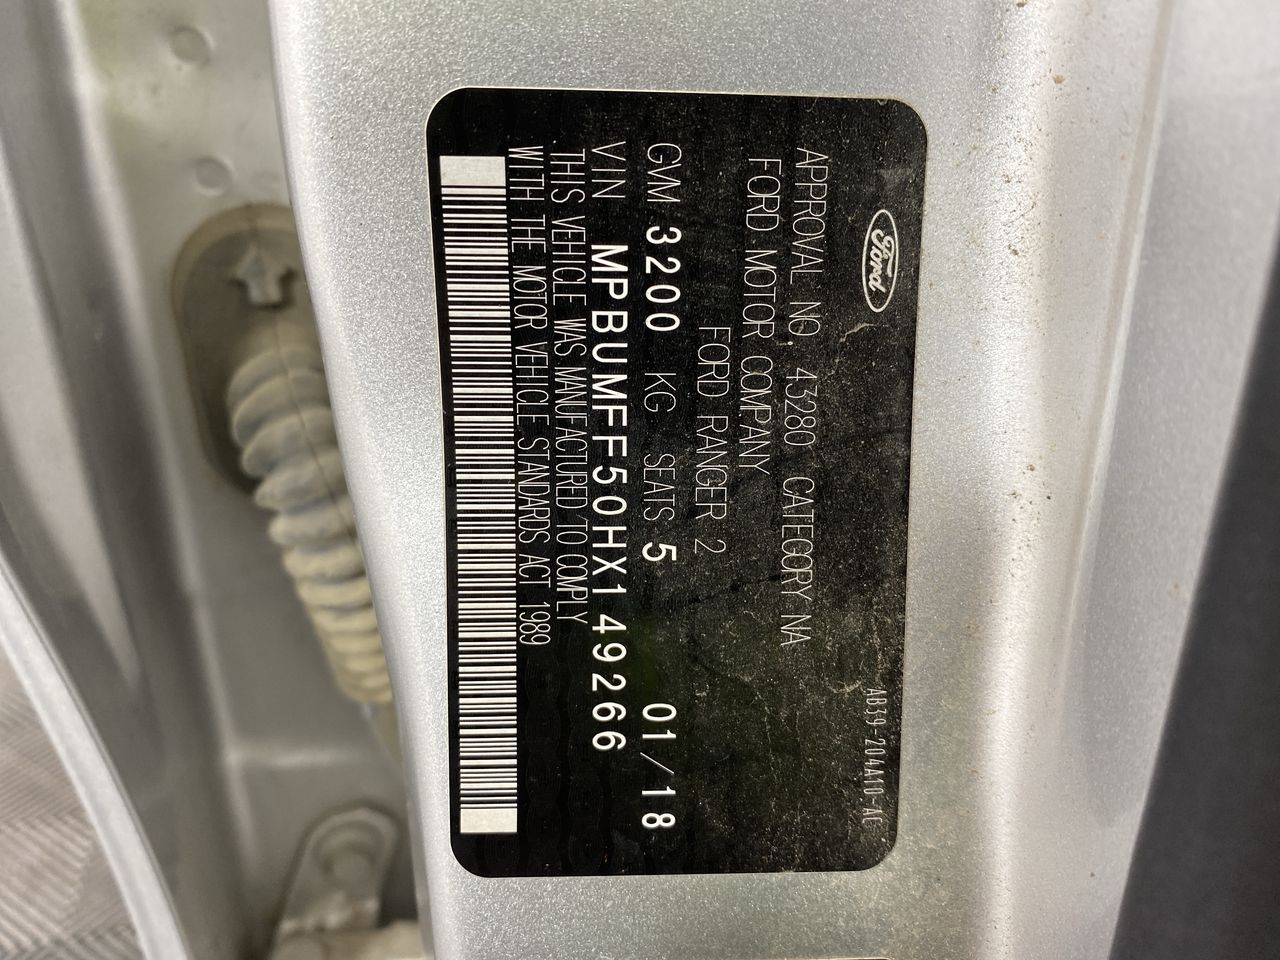 Ford
AB39-204A10-AC
APPROVAL NO. 43280 CATEGORY NA
FORD MOTOR COMPANY
FORD RANGER 2
GVM 3200 KG SEATS 5 01/18
VIN MPBUMFF50HX149266
THIS VEHICLE WAS MANUFACTURED TO COMPLY
WITH THE MOTOR VEHICLE STANDARDS ACT 1989